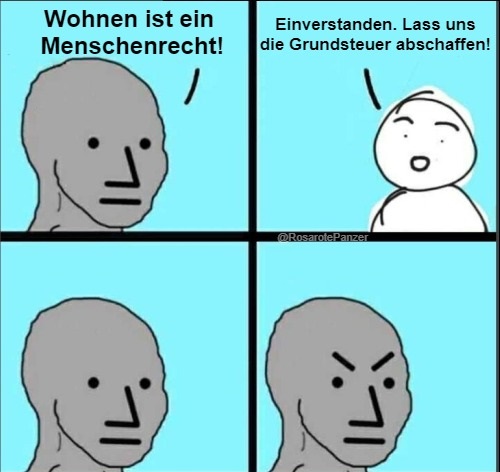 Wohnen ist ein
Menschenrecht!
Einverstanden. Lass uns
die Grundsteuer abschaffen!
@RosarotePanzer